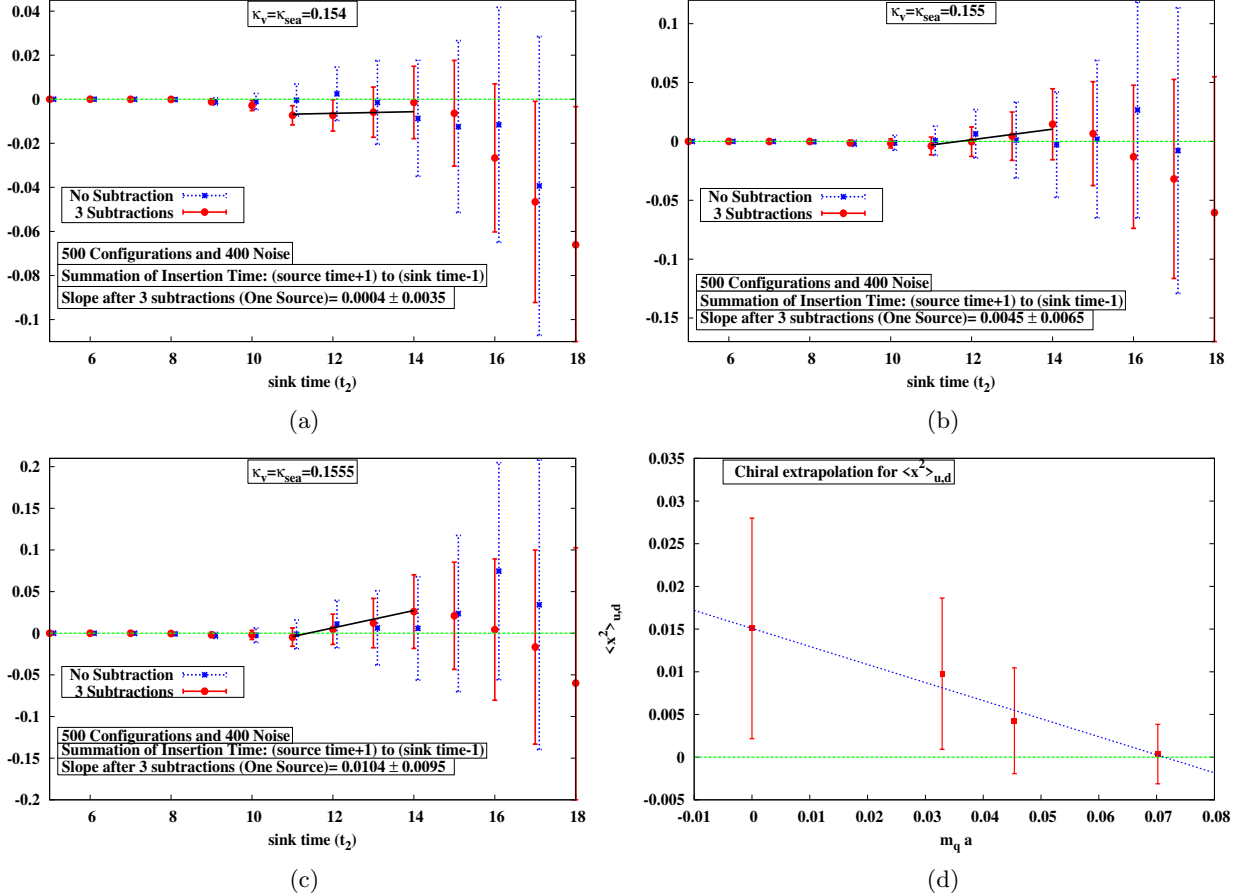 κv=κsea=0.154
0.04
0.02
0
-0.02
-0.04
-0.06
-0.08
-0.1
No Subtraction
3 Subtractions
500 Configurations and 400 Noise
Summation of Insertion Time: (source time+1) to (sink time-1)
Slope after 3 subtractions (One Source)= 0.0004 ± 0.0035
6 8 10 12 14 16 18
sink time (t2)
(a)
κv=κsea=0.155
0.1
0.05
0
-0.05
-0.1
-0.15
No Subtraction
3 Subtractions
500 Configurations and 400 Noise
Summation of Insertion Time: (source time+1) to (sink time-1)
Slope after 3 subtractions (One Source)= 0.0045 ± 0.0065
6 8 10 12 14 16 18
sink time (t2)
(b)
κv=κsea=0.1555
0.2
0.15
0.1
0.05
0
-0.05
-0.1
-0.15
-0.2
No Subtraction
3 Subtractions
500 Configurations and 400 Noise
Summation of Insertion Time: (source time+1) to (sink time-1)
Slope after 3 subtractions (One Source)= 0.0104 ± 0.0095
6 8 10 12 14 16 18
sink time (t2)
(c)
Chiral extrapolation for <x²>u,d
0.035
0.03
0.025
0.02
0.015
0.01
0.005
0
-0.005
<x²>u,d
-0.01 0 0.01 0.02 0.03 0.04 0.05 0.06 0.07 0.08
mq a
(d)